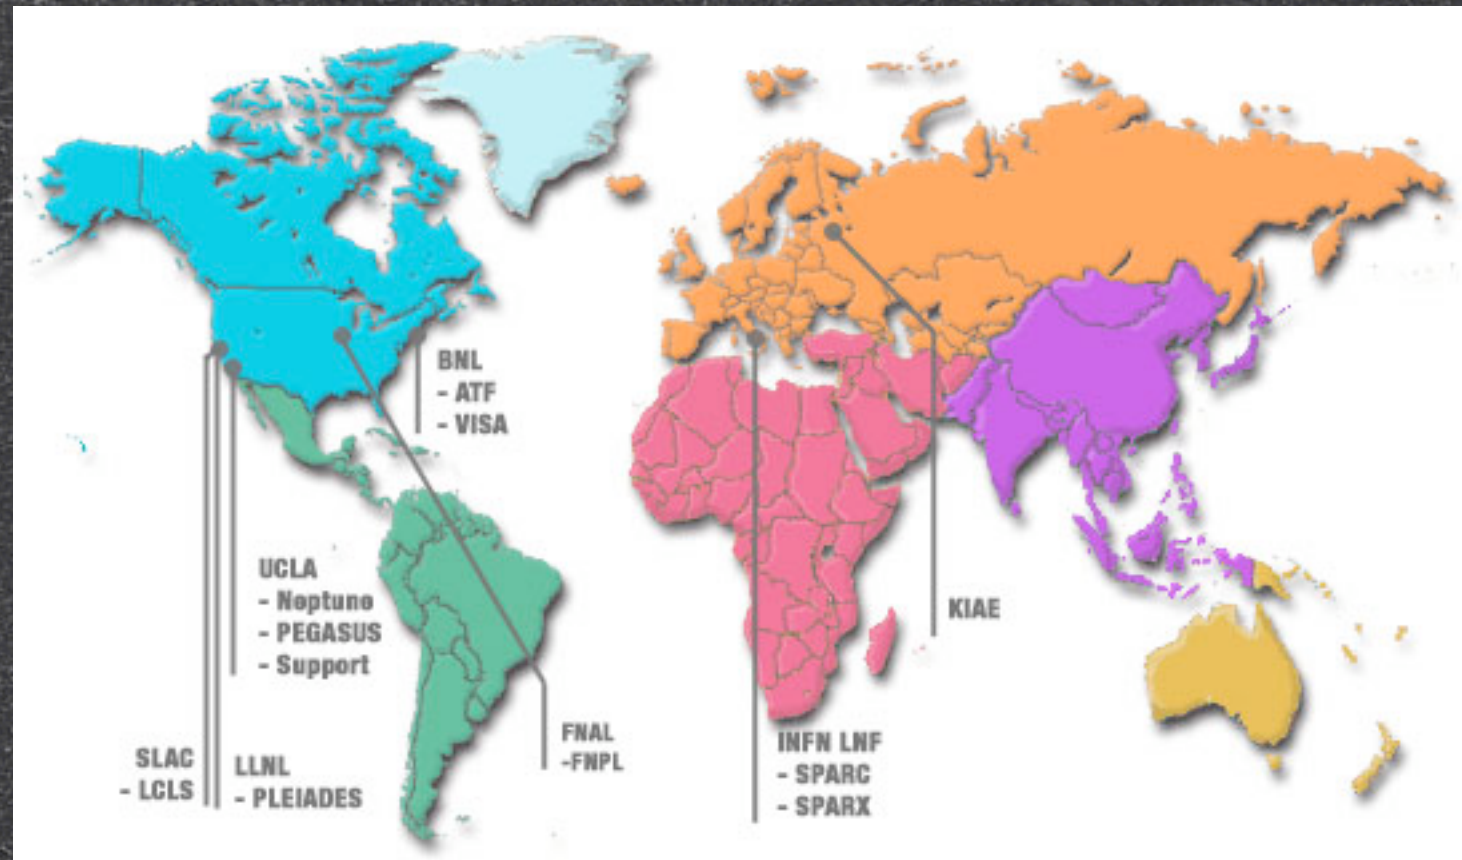 BNL
- ATF
- VISA
UCLA
- Neptune
- PEGASUS
- Support
KIAE
SLAC
- LCLS
LLNL
- PLEIADES
FNAL
-FNPL
INFN LNF
- SPARC
- SPARX